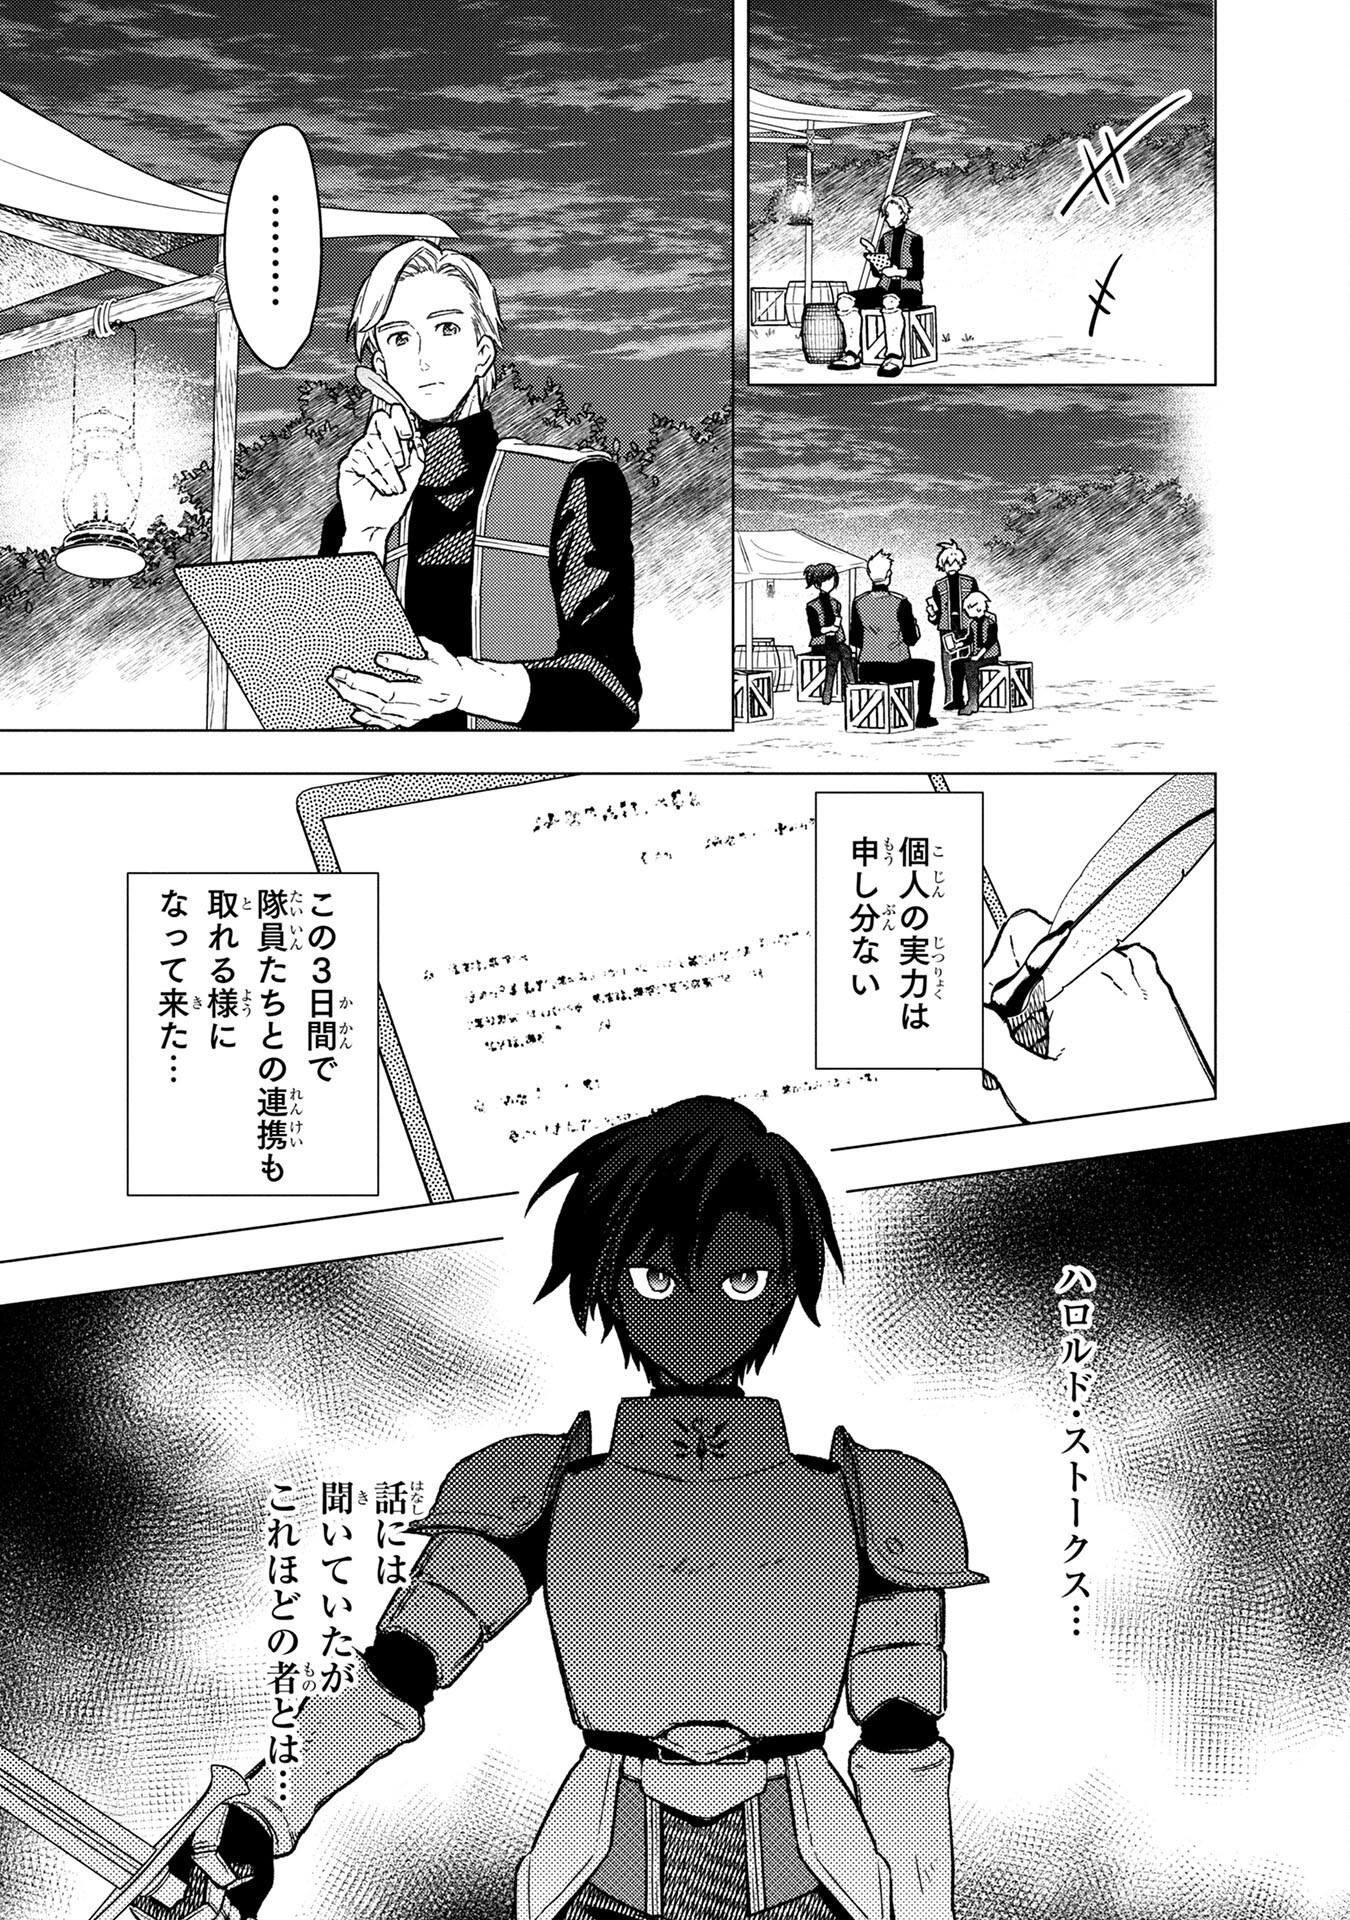 …………
個人の実力は
申し分ない
この3日間で
隊員たちとの連携も
取れる様に
なって来た…
ハロルド・ストークス…
話には
聞いていたが
これほどの者とは…